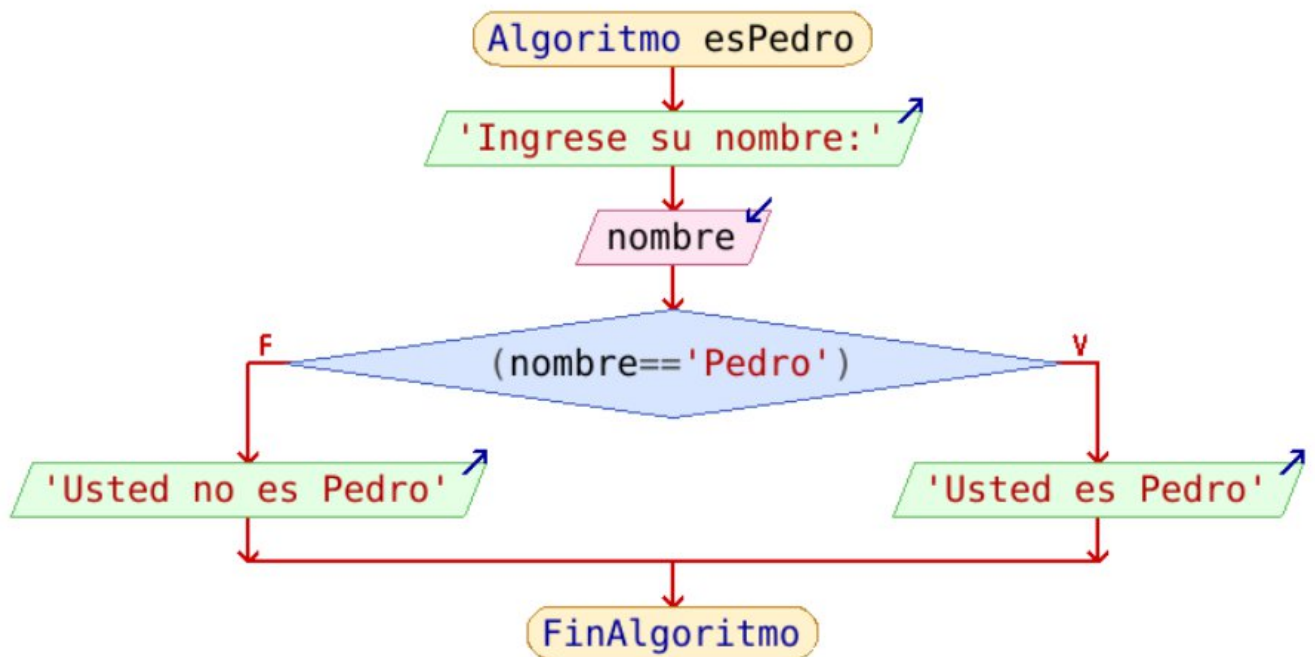 Algoritmo esPedro
'Ingrese su nombre:'
nombre
F
V
(nombre=='Pedro')
'Usted no es Pedro'
'Usted es Pedro'
FinAlgoritmo